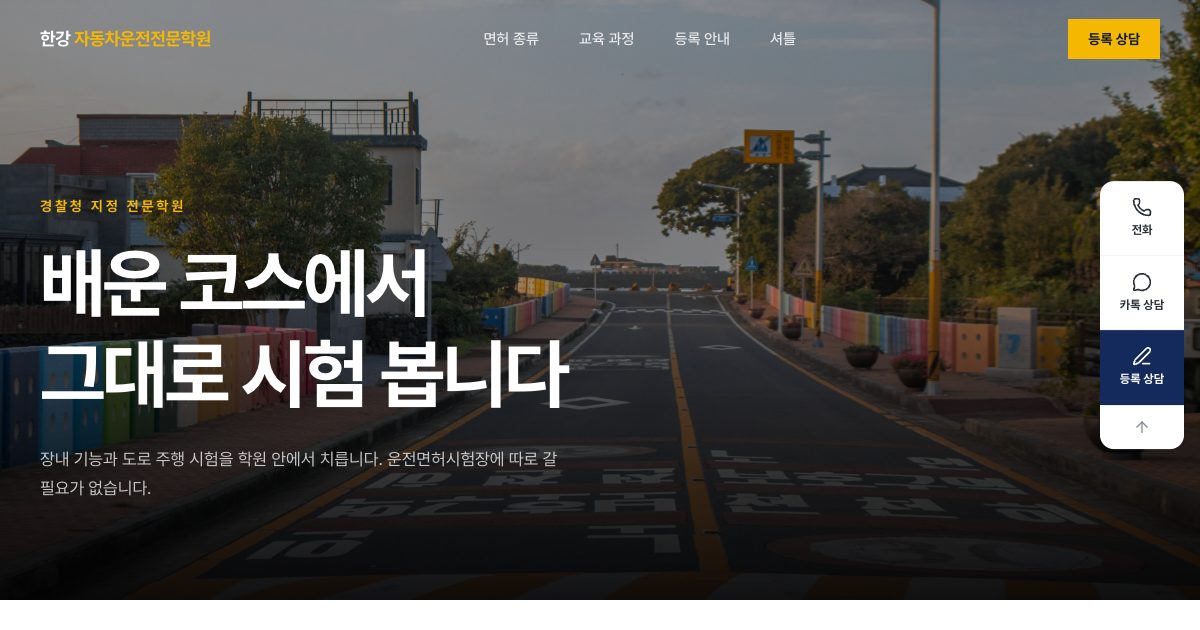 한강 자동차운전전문학원
면허 종류
교육 과정
등록 안내
셔틀
등록 상담
경찰청 지정 전문학원
배운 코스에서
그대로 시험 봅니다
장내 기능과 도로 주행 시험을 학원 안에서 치릅니다. 운전면허시험장에 따로 갈
필요가 없습니다.
전화
카톡 상담
등록 상담